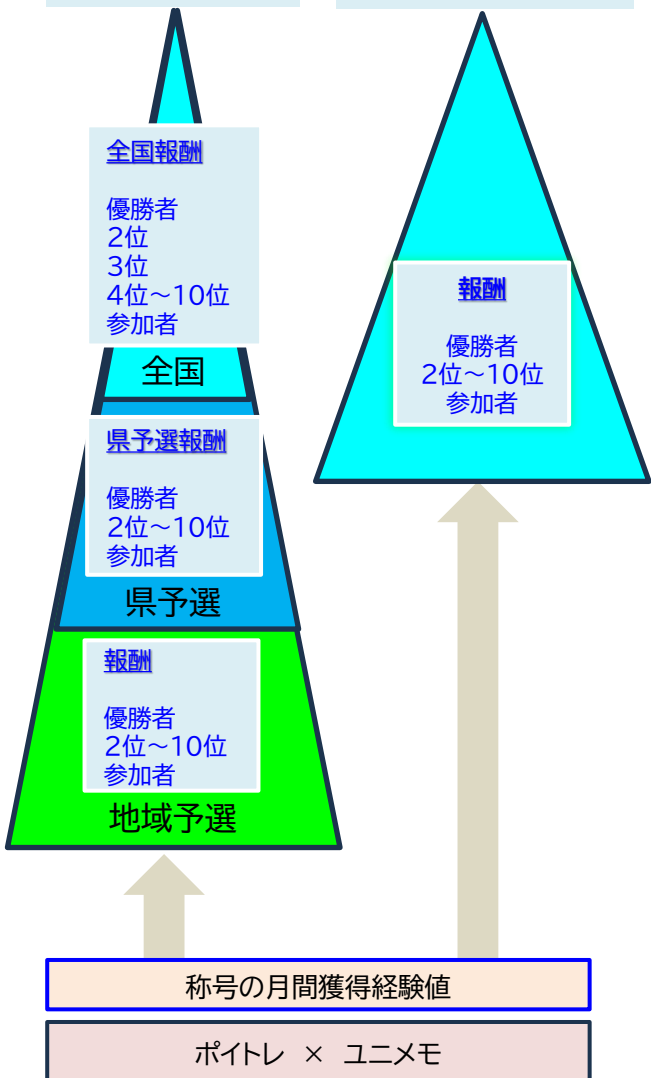 全国報酬
優勝者
2位
3位
4位～10位
参加者
全国
県予選報酬
優勝者
2位～10位
参加者
県予選
報酬
優勝者
2位～10位
参加者
地域予選
報酬
優勝者
2位～10位
参加者
称号の月間獲得経験値
ポイトレ × ユニメモ